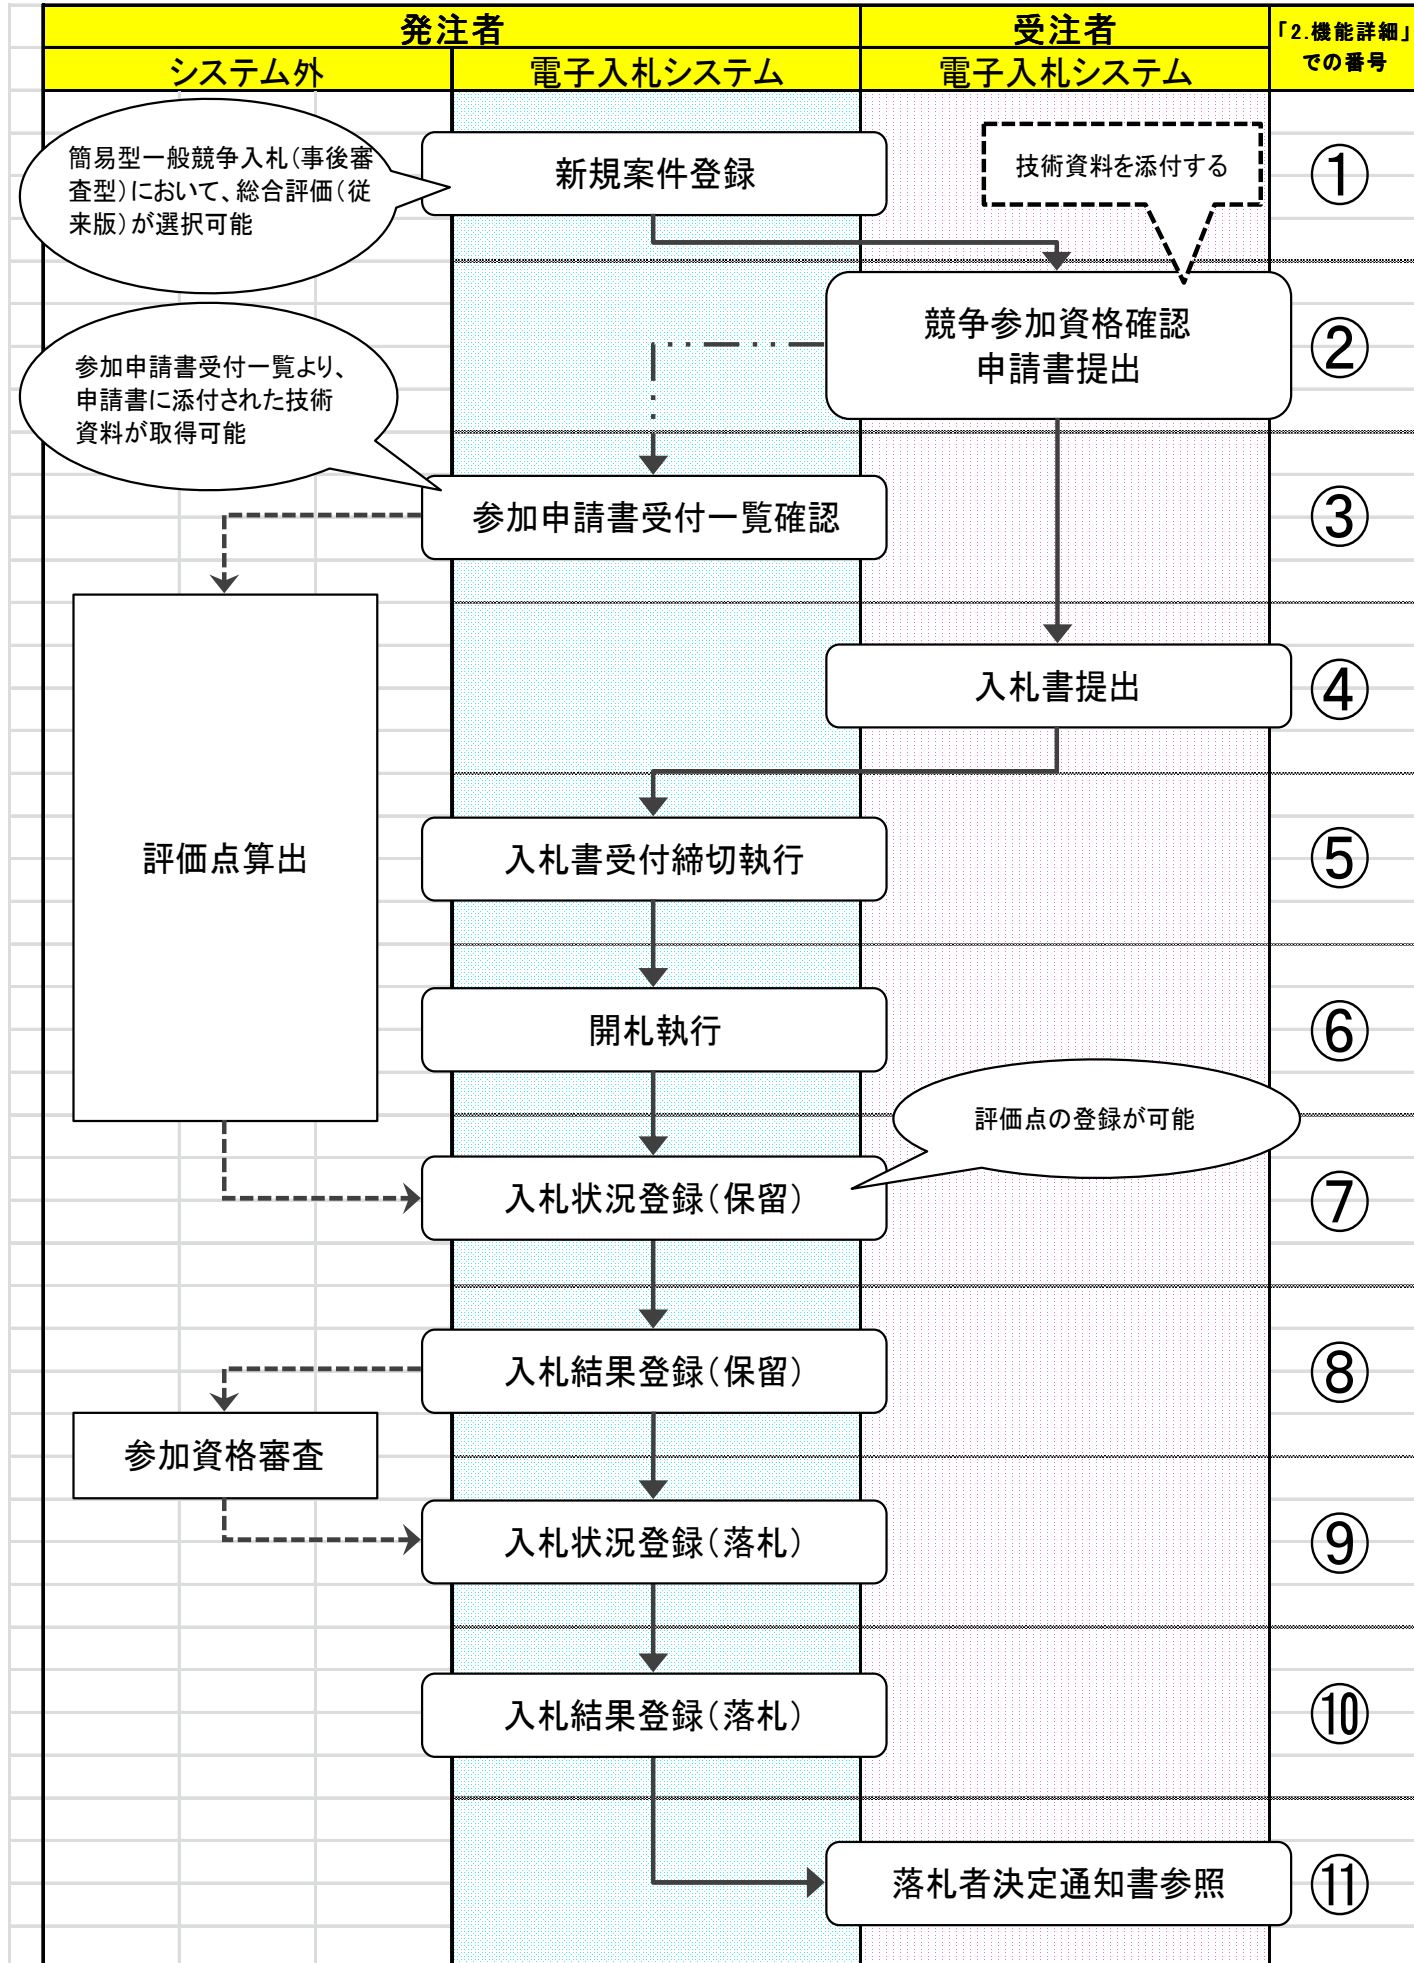 発注者
受注者
「2.機能詳細」
での番号
システム外
電子入札システム
電子入札システム
簡易型一般競争入札（事後審
査型）において、総合評価（従
来版）が選択可能
新規案件登録
技術資料を添付する
①
競争参加資格確認
申請書提出
②
参加申請書受付一覧より、
申請書に添付された技術
資料が取得可能
参加申請書受付一覧確認
③
入札書提出
④
評価点算出
入札書受付締切執行
⑤
開札執行
⑥
評価点の登録が可能
入札状況登録（保留）
⑦
入札結果登録（保留）
⑧
参加資格審査
入札状況登録（落札）
⑨
入札結果登録（落札）
⑩
落札者決定通知書参照
⑪